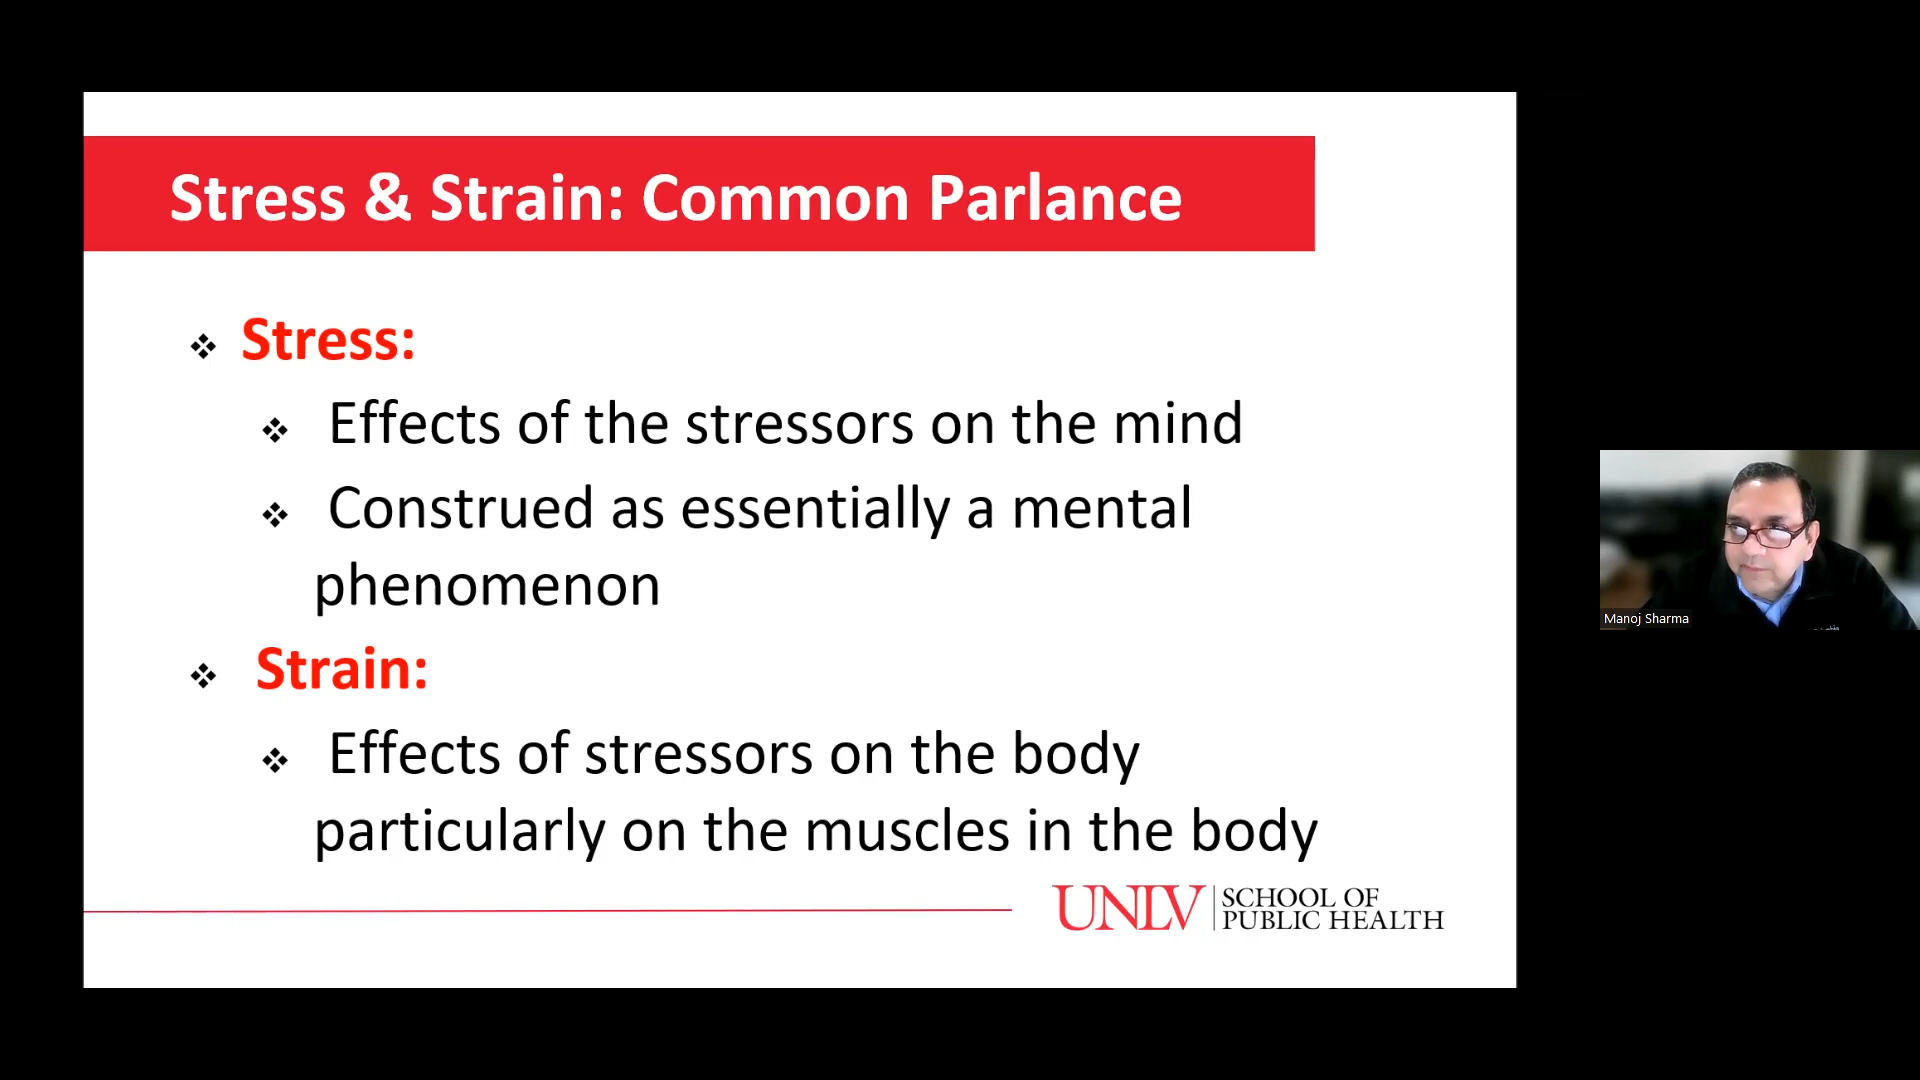 Stress & Strain: Common Parlance
❖ Stress:
❖ Effects of the stressors on the mind
❖ Construed as essentially a mental
phenomenon
❖ Strain:
❖ Effects of stressors on the body
particularly on the muscles in the body
UNLV SCHOOL OF
PUBLIC HEALTH
Manoj Sharma